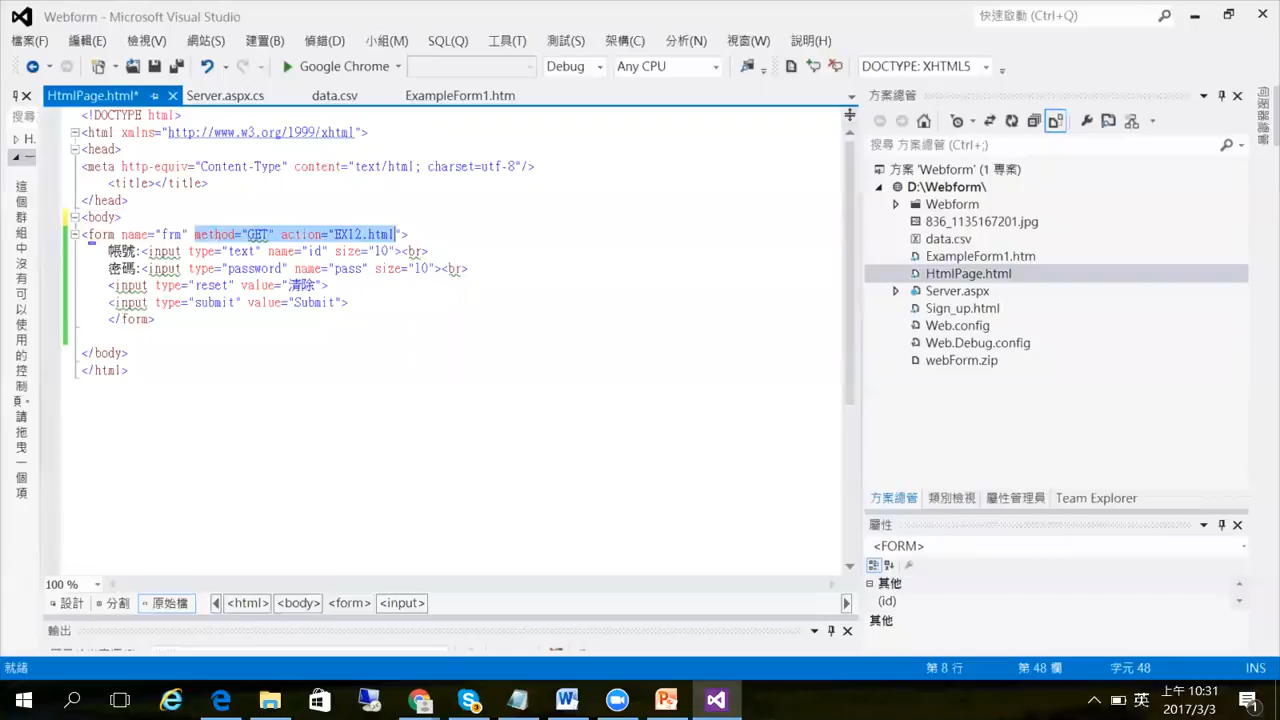 Webform - Microsoft Visual Studio
快速啟動 (Ctrl+Q)
檔案(F) 編輯(E) 檢視(V) 網站(S) 建置(B) 偵錯(D) 小組(M) SQL(Q) 工具(T) 測試(S) 架構(C) 分析(N) 視窗(W) 說明(H)
Google Chrome Debug Any CPU DOCTYPE: XHTML5
HtmlPage.html* Server.aspx.cs data.csv ExampleForm1.htm
搜尋
H.
這個群組中沒有可以使用的控制項。請拖曳一個項
<!DOCTYPE html>
<html xmlns="http://www.w3.org/1999/xhtml">
<head>
<meta http-equiv="Content-Type" content="text/html; charset=utf-8"/>
<title></title>
</head>
<body>
<form name="frm" method="GET" action="EX12.html">
帳號:<input type="text" name="id" size="10"><br>
密碼:<input type="password" name="pass" size="10"><br>
<input type="reset" value="清除">
<input type="submit" value="Submit">
</form>
</body>
</html>
100 %
設計 分割 原始檔 <html> <body> <form> <input>
輸出
方案總管
搜尋 方案總管 (Ctrl+;)
方案 'Webform' (1 專案)
D:\Webform\
Webform
836_1135167201.jpg
data.csv
ExampleForm1.htm
HtmlPage.html
Server.aspx
Sign_up.html
Web.config
Web.Debug.config
webForm.zip
方案總管 類別檢視 屬性管理員 Team Explorer
屬性
<FORM>
其他
(id)
其他
伺服器總管
就緒 第 8 行 第 48 欄 字元 48 INS
英 上午 10:31
2017/3/3